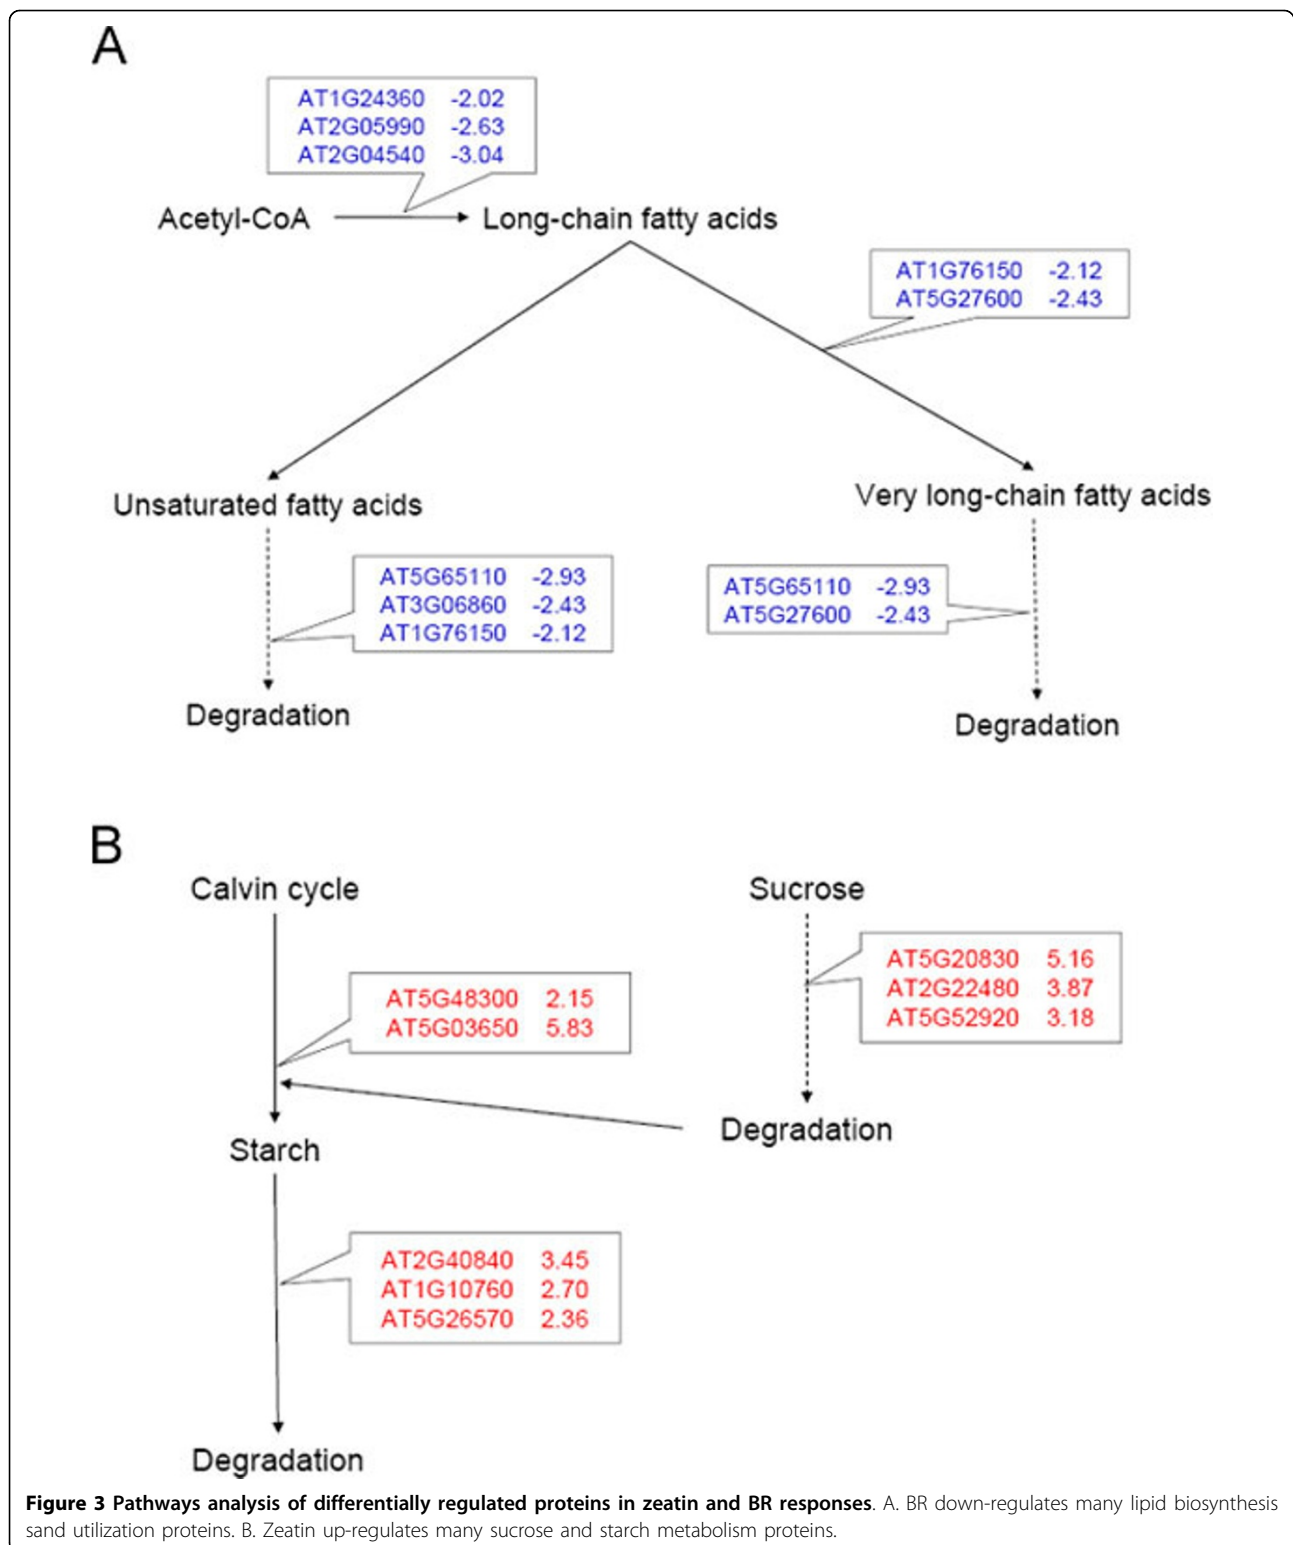 A
AT1G24360 -2.02
AT2G05990 -2.63
AT2G04540 -3.04
Acetyl-CoA
Long-chain fatty acids
AT1G76150 -2.12
AT5G27600 -2.43
Unsaturated fatty acids
Very long-chain fatty acids
AT5G65110 -2.93
AT3G06860 -2.43
AT1G76150 -2.12
AT5G65110 -2.93
AT5G27600 -2.43
Degradation
Degradation
B
Calvin cycle
Sucrose
AT5G20830 5.16
AT2G22480 3.87
AT5G52920 3.18
AT5G48300 2.15
AT5G03650 5.83
Degradation
Starch
AT2G40840 3.45
AT1G10760 2.70
AT5G26570 2.36
Degradation
Figure 3 Pathways analysis of differentially regulated proteins in zeatin and BR responses. A. BR down-regulates many lipid biosynthesis
sand utilization proteins. B. Zeatin up-regulates many sucrose and starch metabolism proteins.